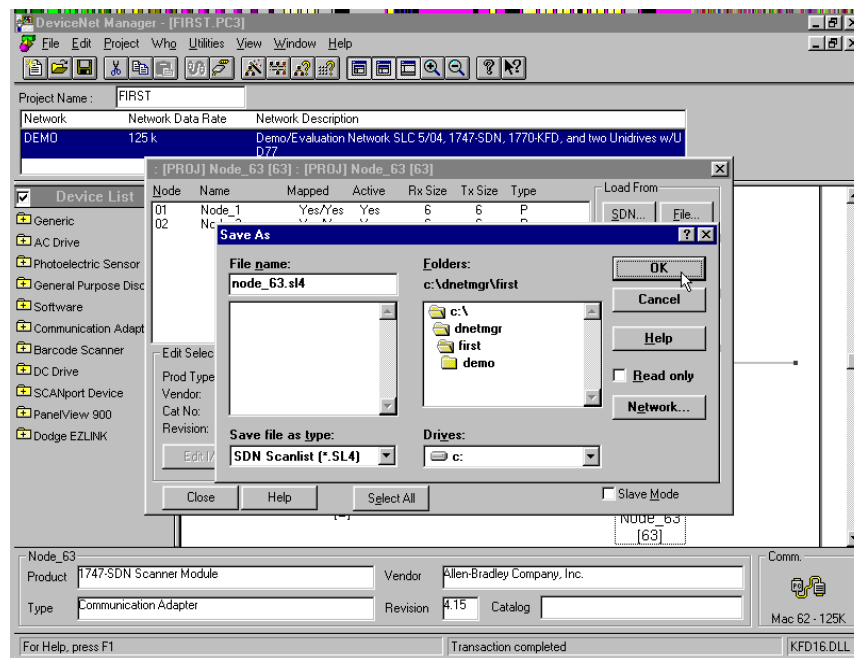 DeviceNet Manager - [FIRST.PC3]
File Edit Project Who Utilities View Window Help
Project Name : FIRST
Network Network Data Rate Network Description
DEMO 125 k Demo/Evaluation Network SLC 5/04, 1747-SDN, 1770-KFD, and two Unidrives w/U
D77
: [PROJ] Node_63 [63] : [PROJ] Node_63 [63]
Node Name Mapped Active Rx Size Tx Size Type
Load From
01 Node_1 Yes/Yes Yes 6 6 P
02
SDN... File...
Device List
Generic
AC Drive
Photoelectric Sensor
General Purpose Disc
Software
Communication Adapt
Barcode Scanner
DC Drive
SCANport Device
PanelView 900
Dodge EZLINK
Save As
File name:
node_63.sl4
Folders:
c:\dnetmgr\first
c:\
dnetmgr
first
demo
OK
Cancel
Help
Read only
Network...
Save file as type:
SDN Scanlist (*.SL4)
Drives:
c:
Edit Selec
Prod Type
Vendor:
Cat No:
Revision:
Edit I/
Close Help Select All
Slave Mode
Node_63
[63]
Node_63
Product 1747-SDN Scanner Module
Vendor Allen-Bradley Company, Inc.
Type Communication Adapter
Revision 4.15 Catalog
Comm.
Mac 62 - 125K
For Help, press F1
Transaction completed
KFD16.DLL